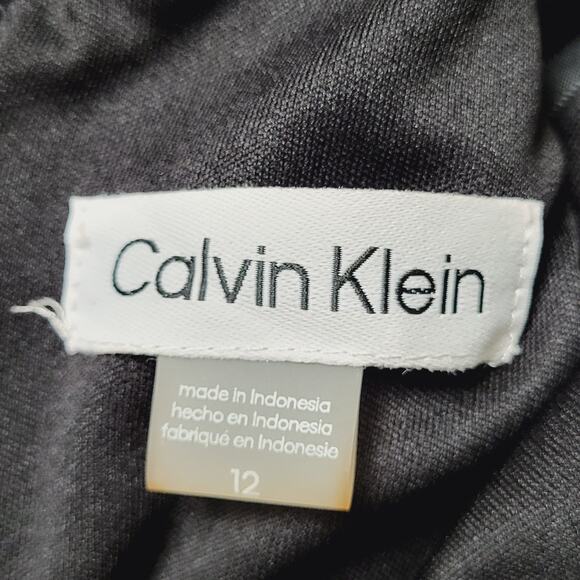 Calvin Klein
made in Indonesia
hecho en Indonesia
fabriqué en Indonesie
12